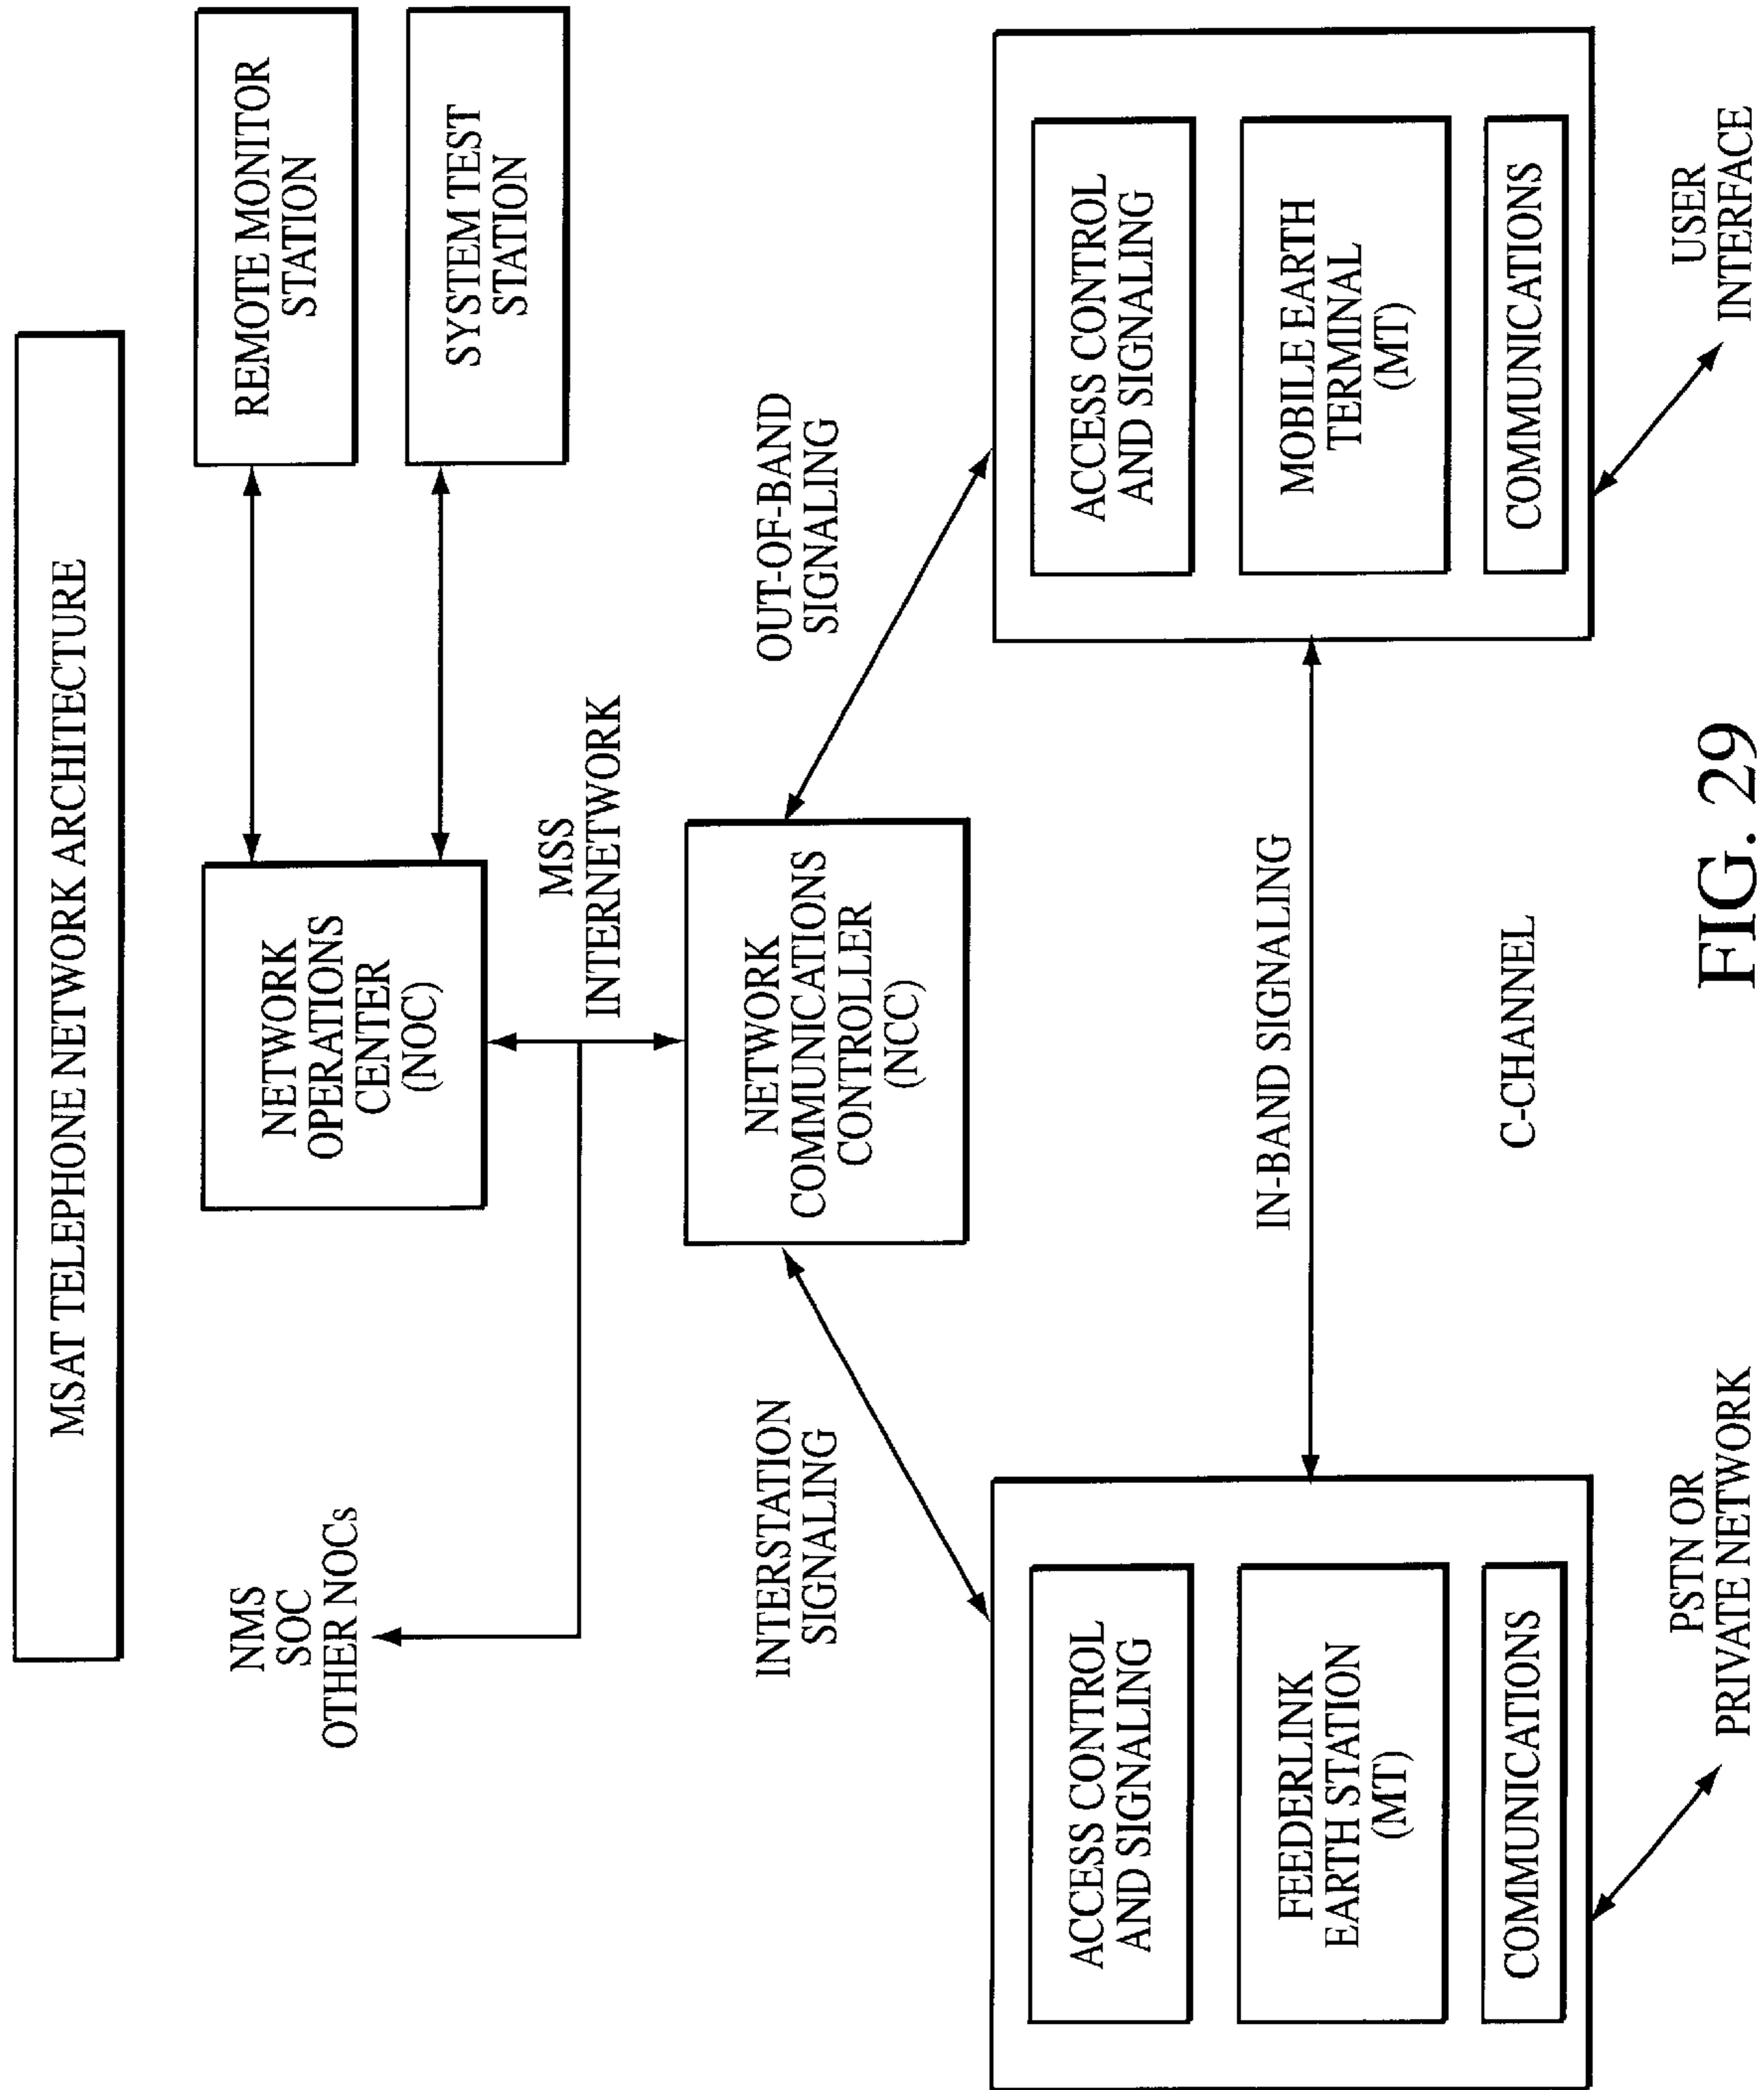 MSAT TELEPHONE NETWORK ARCHITECTURE
NMS
SOC
OTHER NOCs
NETWORK
OPERATIONS
CENTER
(NOC)
REMOTE MONITOR
STATION
SYSTEM TEST
STATION
MSS
INTERNETWORK
INTERSTATION
SIGNALING
NETWORK
COMMUNICATIONS
CONTROLLER
(NCC)
OUT-OF-BAND
SIGNALING
ACCESS CONTROL
AND SIGNALING
FEEDERLINK
EARTH STATION
(MT)
COMMUNICATIONS
IN-BAND SIGNALING
C-CHANNEL
ACCESS CONTROL
AND SIGNALING
MOBILE EARTH
TERMINAL
(MT)
COMMUNICATIONS
PSTN OR
PRIVATE NETWORK
USER
INTERFACE
FIG. 29